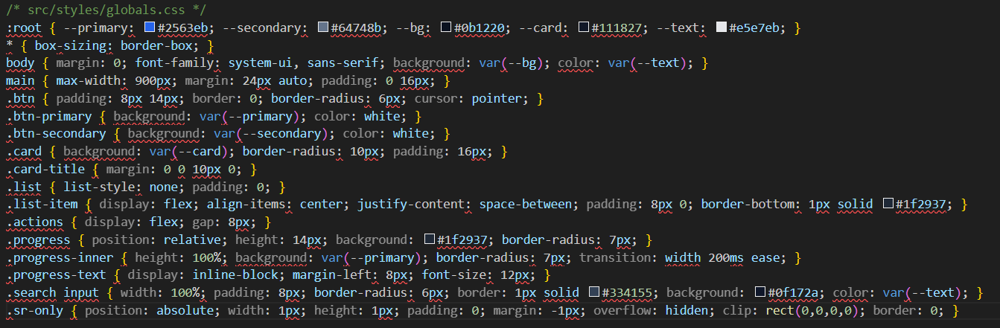 /* src/styles/globals.css */
:root { --primary: #2563eb; --secondary: #64748b; --bg: #0b1220; --card: #111827; --text: #e5e7eb; }
* { box-sizing: border-box; }
body { margin: 0; font-family: system-ui, sans-serif; background: var(--bg); color: var(--text); }
main { max-width: 900px; margin: 24px auto; padding: 0 16px; }
.btn { padding: 8px 14px; border: 0; border-radius: 6px; cursor: pointer; }
.btn-primary { background: var(--primary); color: white; }
.btn-secondary { background: var(--secondary); color: white; }
.card { background: var(--card); border-radius: 10px; padding: 16px; }
.card-title { margin: 0 0 10px 0; }
.list { list-style: none; padding: 0; }
.list-item { display: flex; align-items: center; justify-content: space-between; padding: 8px 0; border-bottom: 1px solid #1f2937; }
.actions { display: flex; gap: 8px; }
.progress { position: relative; height: 14px; background: #1f2937; border-radius: 7px; }
.progress-inner { height: 100%; background: var(--primary); border-radius: 7px; transition: width 200ms ease; }
.progress-text { display: inline-block; margin-left: 8px; font-size: 12px; }
.search input { width: 100%; padding: 8px; border-radius: 6px; border: 1px solid #334155; background: #0f172a; color: var(--text); }
.sr-only { position: absolute; width: 1px; height: 1px; padding: 0; margin: -1px; overflow: hidden; clip: rect(0,0,0,0); border: 0; }